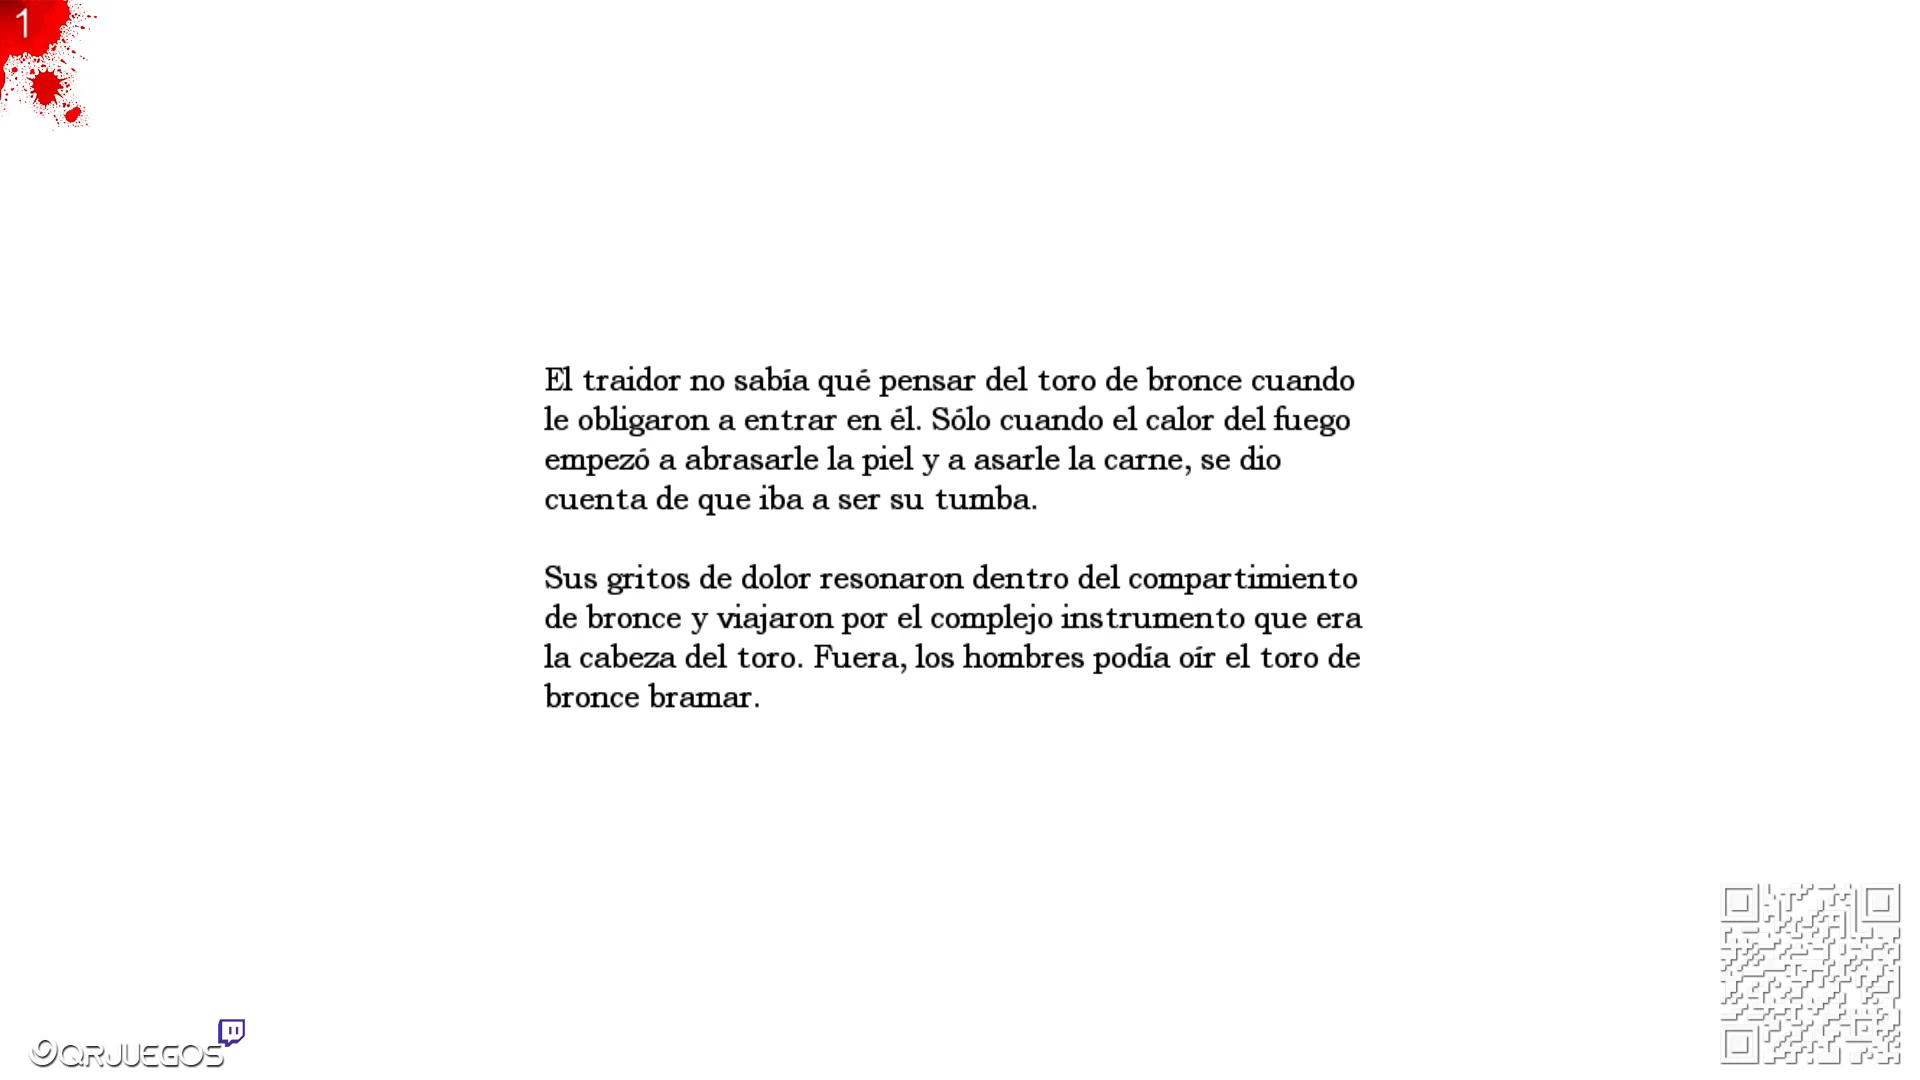 1
El traidor no sabía qué pensar del toro de bronce cuando
le obligaron a entrar en él. Sólo cuando el calor del fuego
empezó a abrasarle la piel y a asarle la carne, se dio
cuenta de que iba a ser su tumba.
Sus gritos de dolor resonaron dentro del compartimiento
de bronce y viajaron por el complejo instrumento que era
la cabeza del toro. Fuera, los hombres podía oír el toro de
bronce bramar.
@QRJUEGOS